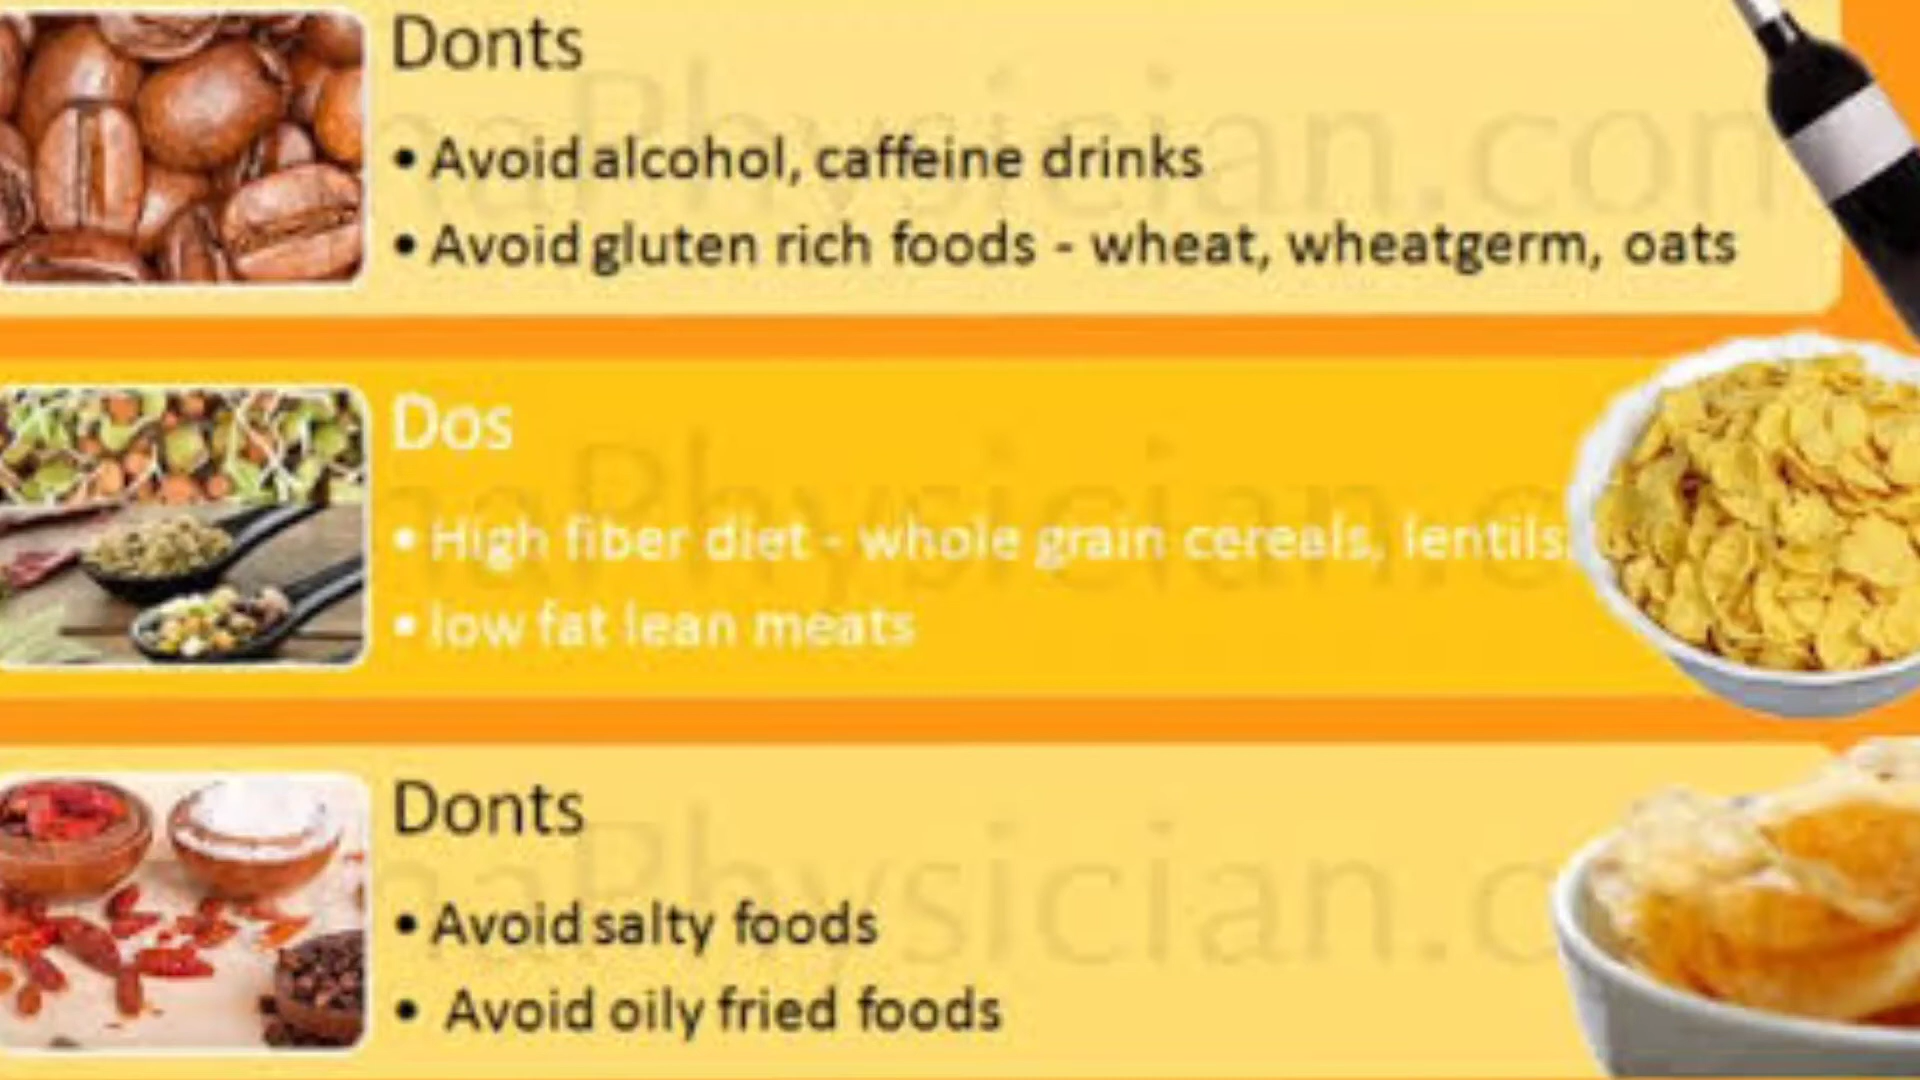 Donts
• Avoid alcohol, caffeine drinks
• Avoid gluten rich foods - wheat, wheatgerm, oats
Dos
• High fiber diet - whole grain cereals, lentils
• low fat lean meats
Donts
• Avoid salty foods
• Avoid oily fried foods